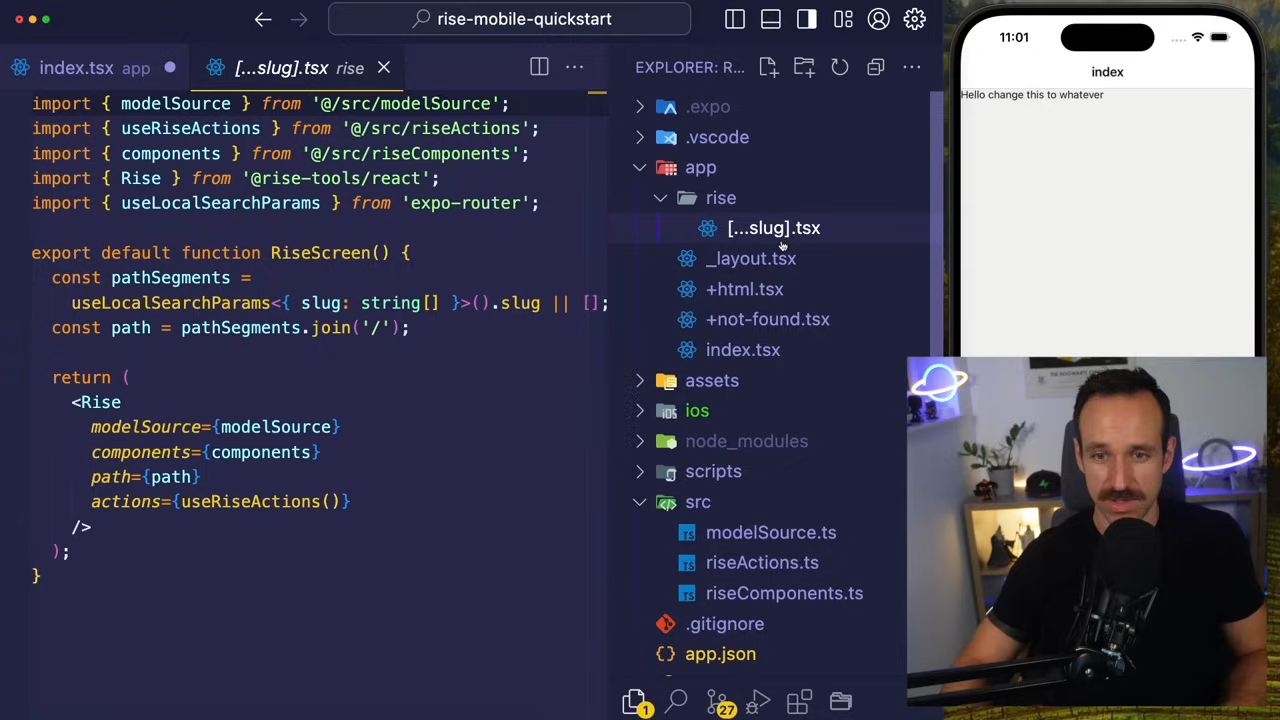 rise-mobile-quickstart
index.tsx app
[...slug].tsx rise
import { modelSource } from '@/src/modelSource';
import { useRiseActions } from '@/src/riseActions';
import { components } from '@/src/riseComponents';
import { Rise } from '@rise-tools/react';
import { useLocalSearchParams } from 'expo-router';
export default function RiseScreen() {
const pathSegments =
useLocalSearchParams<{ slug: string[] }>().slug || [];
const path = pathSegments.join('/');
return (
<Rise
modelSource={modelSource}
components={components}
path={path}
actions={useRiseActions()}
/>
);
}
EXPLORER: R...
.expo
.vscode
app
rise
[...slug].tsx
_layout.tsx
+html.tsx
+not-found.tsx
index.tsx
assets
iOS
ios
node_modules
scripts
src
TS modelSource.ts
TS riseActions.ts
TS riseComponents.ts
.gitignore
{} app.json
1
27
11:01
index
Hello change this to whatever